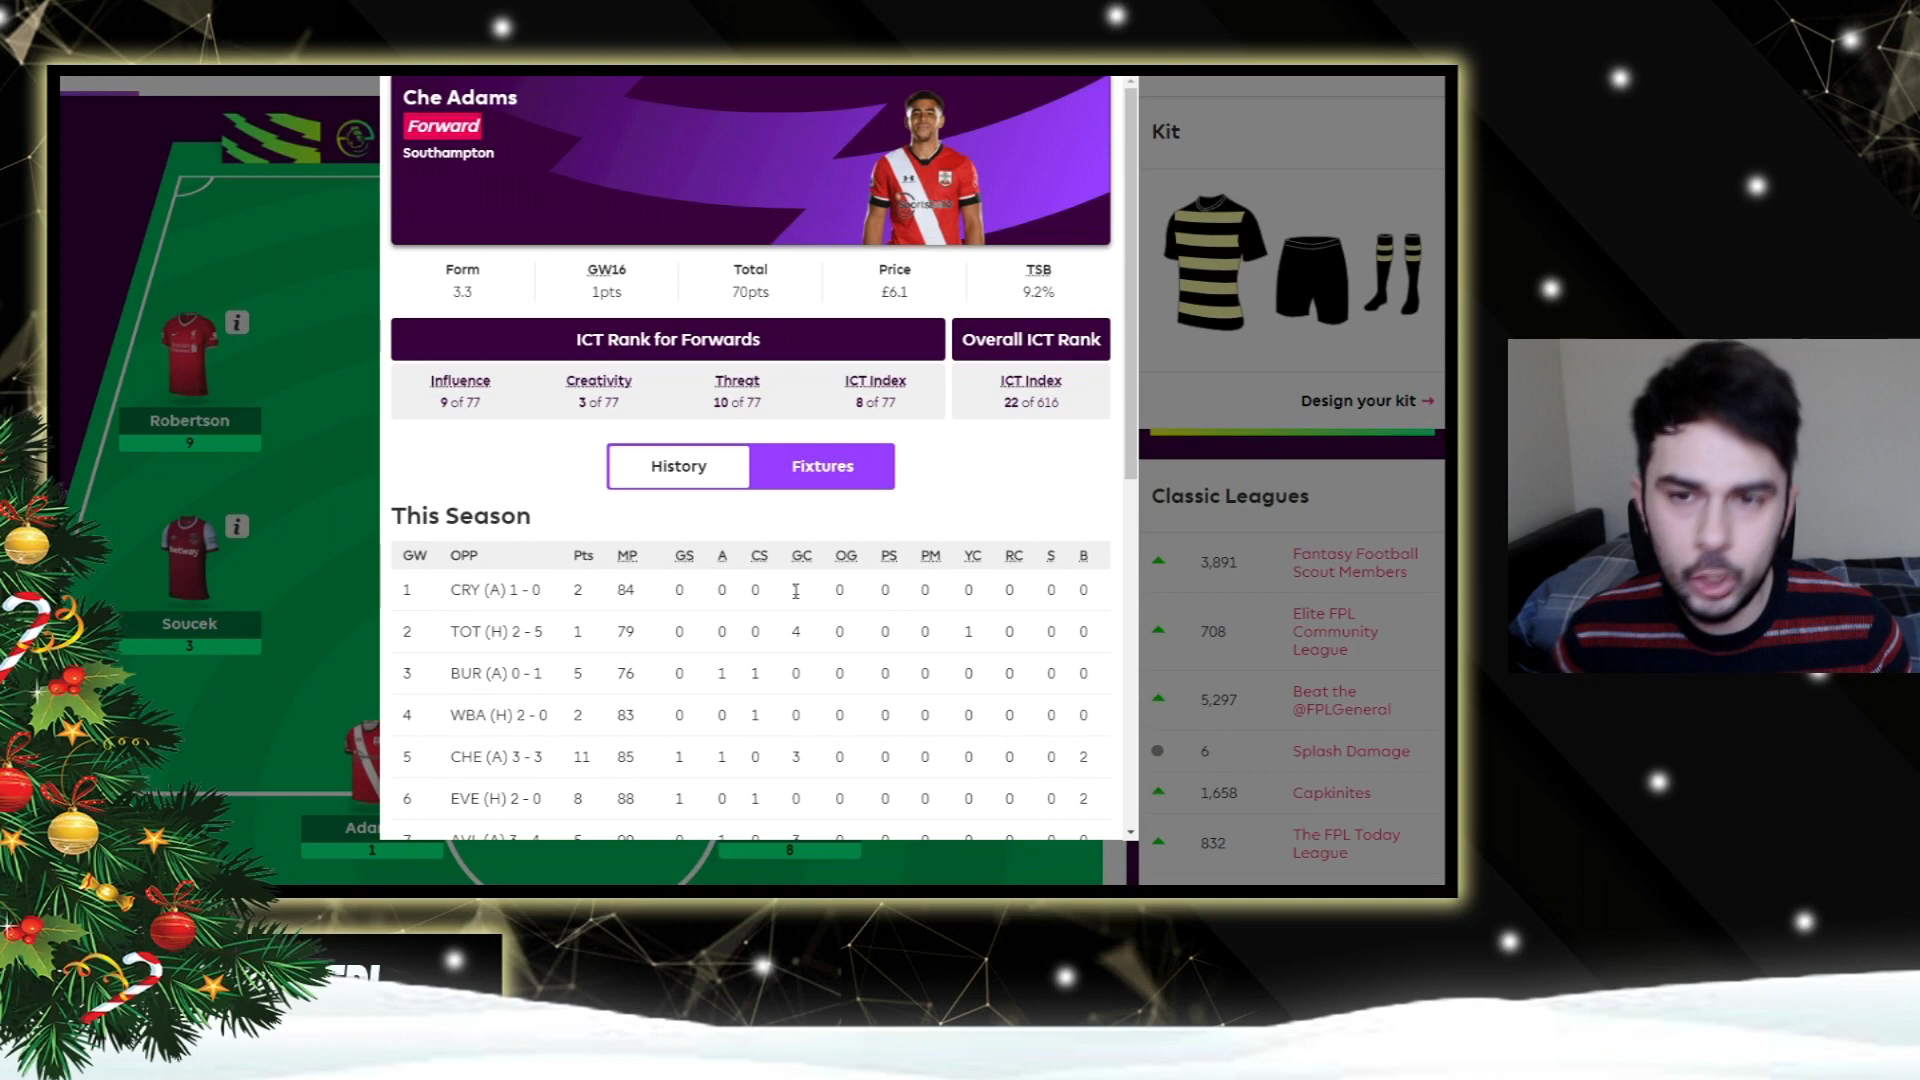 Che Adams
Forward
Southampton
Form GW16 Total Price TSB
3.3 1pts 70pts £6.1 9.2%
ICT Rank for Forwards Overall ICT Rank
Influence Creativity Threat ICT Index ICT Index
9 of 77 3 of 77 10 of 77 8 of 77 22 of 616
History Fixtures
This Season
GW OPP Pts MP GS A CS GC OG PS PM YC RC S B
1 CRY (A) 1 - 0 2 84 0 0 0 0 0 0 0 0 0 0
2 TOT (H) 2 - 5 1 79 0 0 0 4 0 0 0 1 0 0 0
3 BUR (A) 0 - 1 5 76 0 1 1 0 0 0 0 0 0 0 0
4 WBA (H) 2 - 0 2 83 0 0 1 0 0 0 0 0 0 0 0
5 CHE (A) 3 - 3 11 85 1 1 0 3 0 0 0 0 0 0 2
6 EVE (H) 2 - 0 8 88 1 0 1 0 0 0 0 0 0 0 2
Robertson
9
betway
Soucek
3
1
8
Kit
Design your kit →
Classic Leagues
3,891 Fantasy Football
Scout Members
708 Elite FPL
Community
League
5,297 Beat the
@FPLGeneral
6 Splash Damage
1,658 Capkinites
832 The FPL Today
League